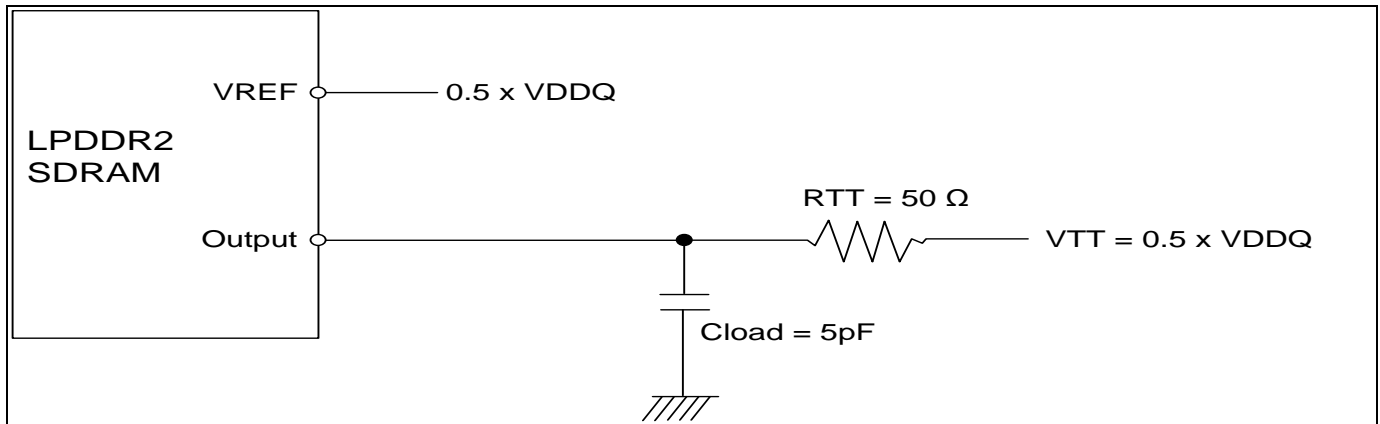 VREF
0.5 x VDDQ
LPDDR2
SDRAM
RTT = 50 Ω
Output
VTT = 0.5 x VDDQ
Cload = 5pF